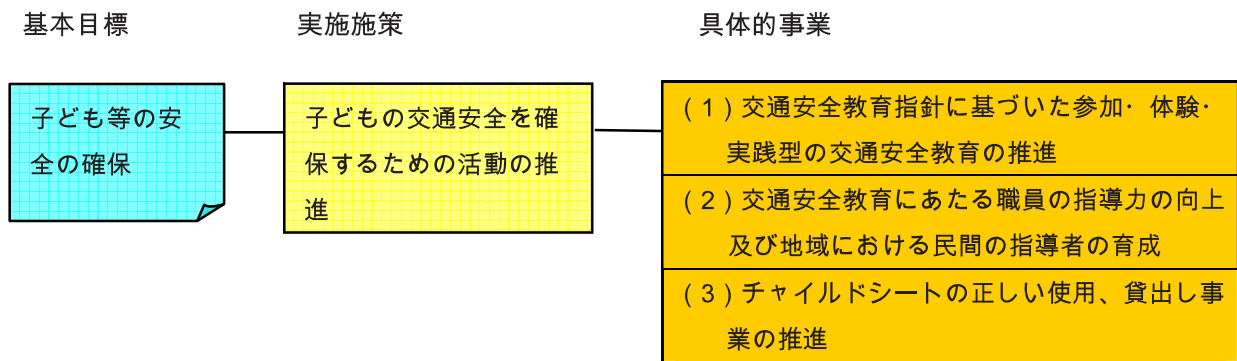 基本目標
実施施策
具体的事業
子ども等の安
全の確保
子どもの交通安全を確
保するための活動の推
進
(1)交通安全教育指針に基づいた参加・体験・
実践型の交通安全教育の推進
(2)交通安全教育にあたる職員の指導力の向上
及び地域における民間の指導者の育成
(3)チャイルドシートの正しい使用、貸出し事
業の推進